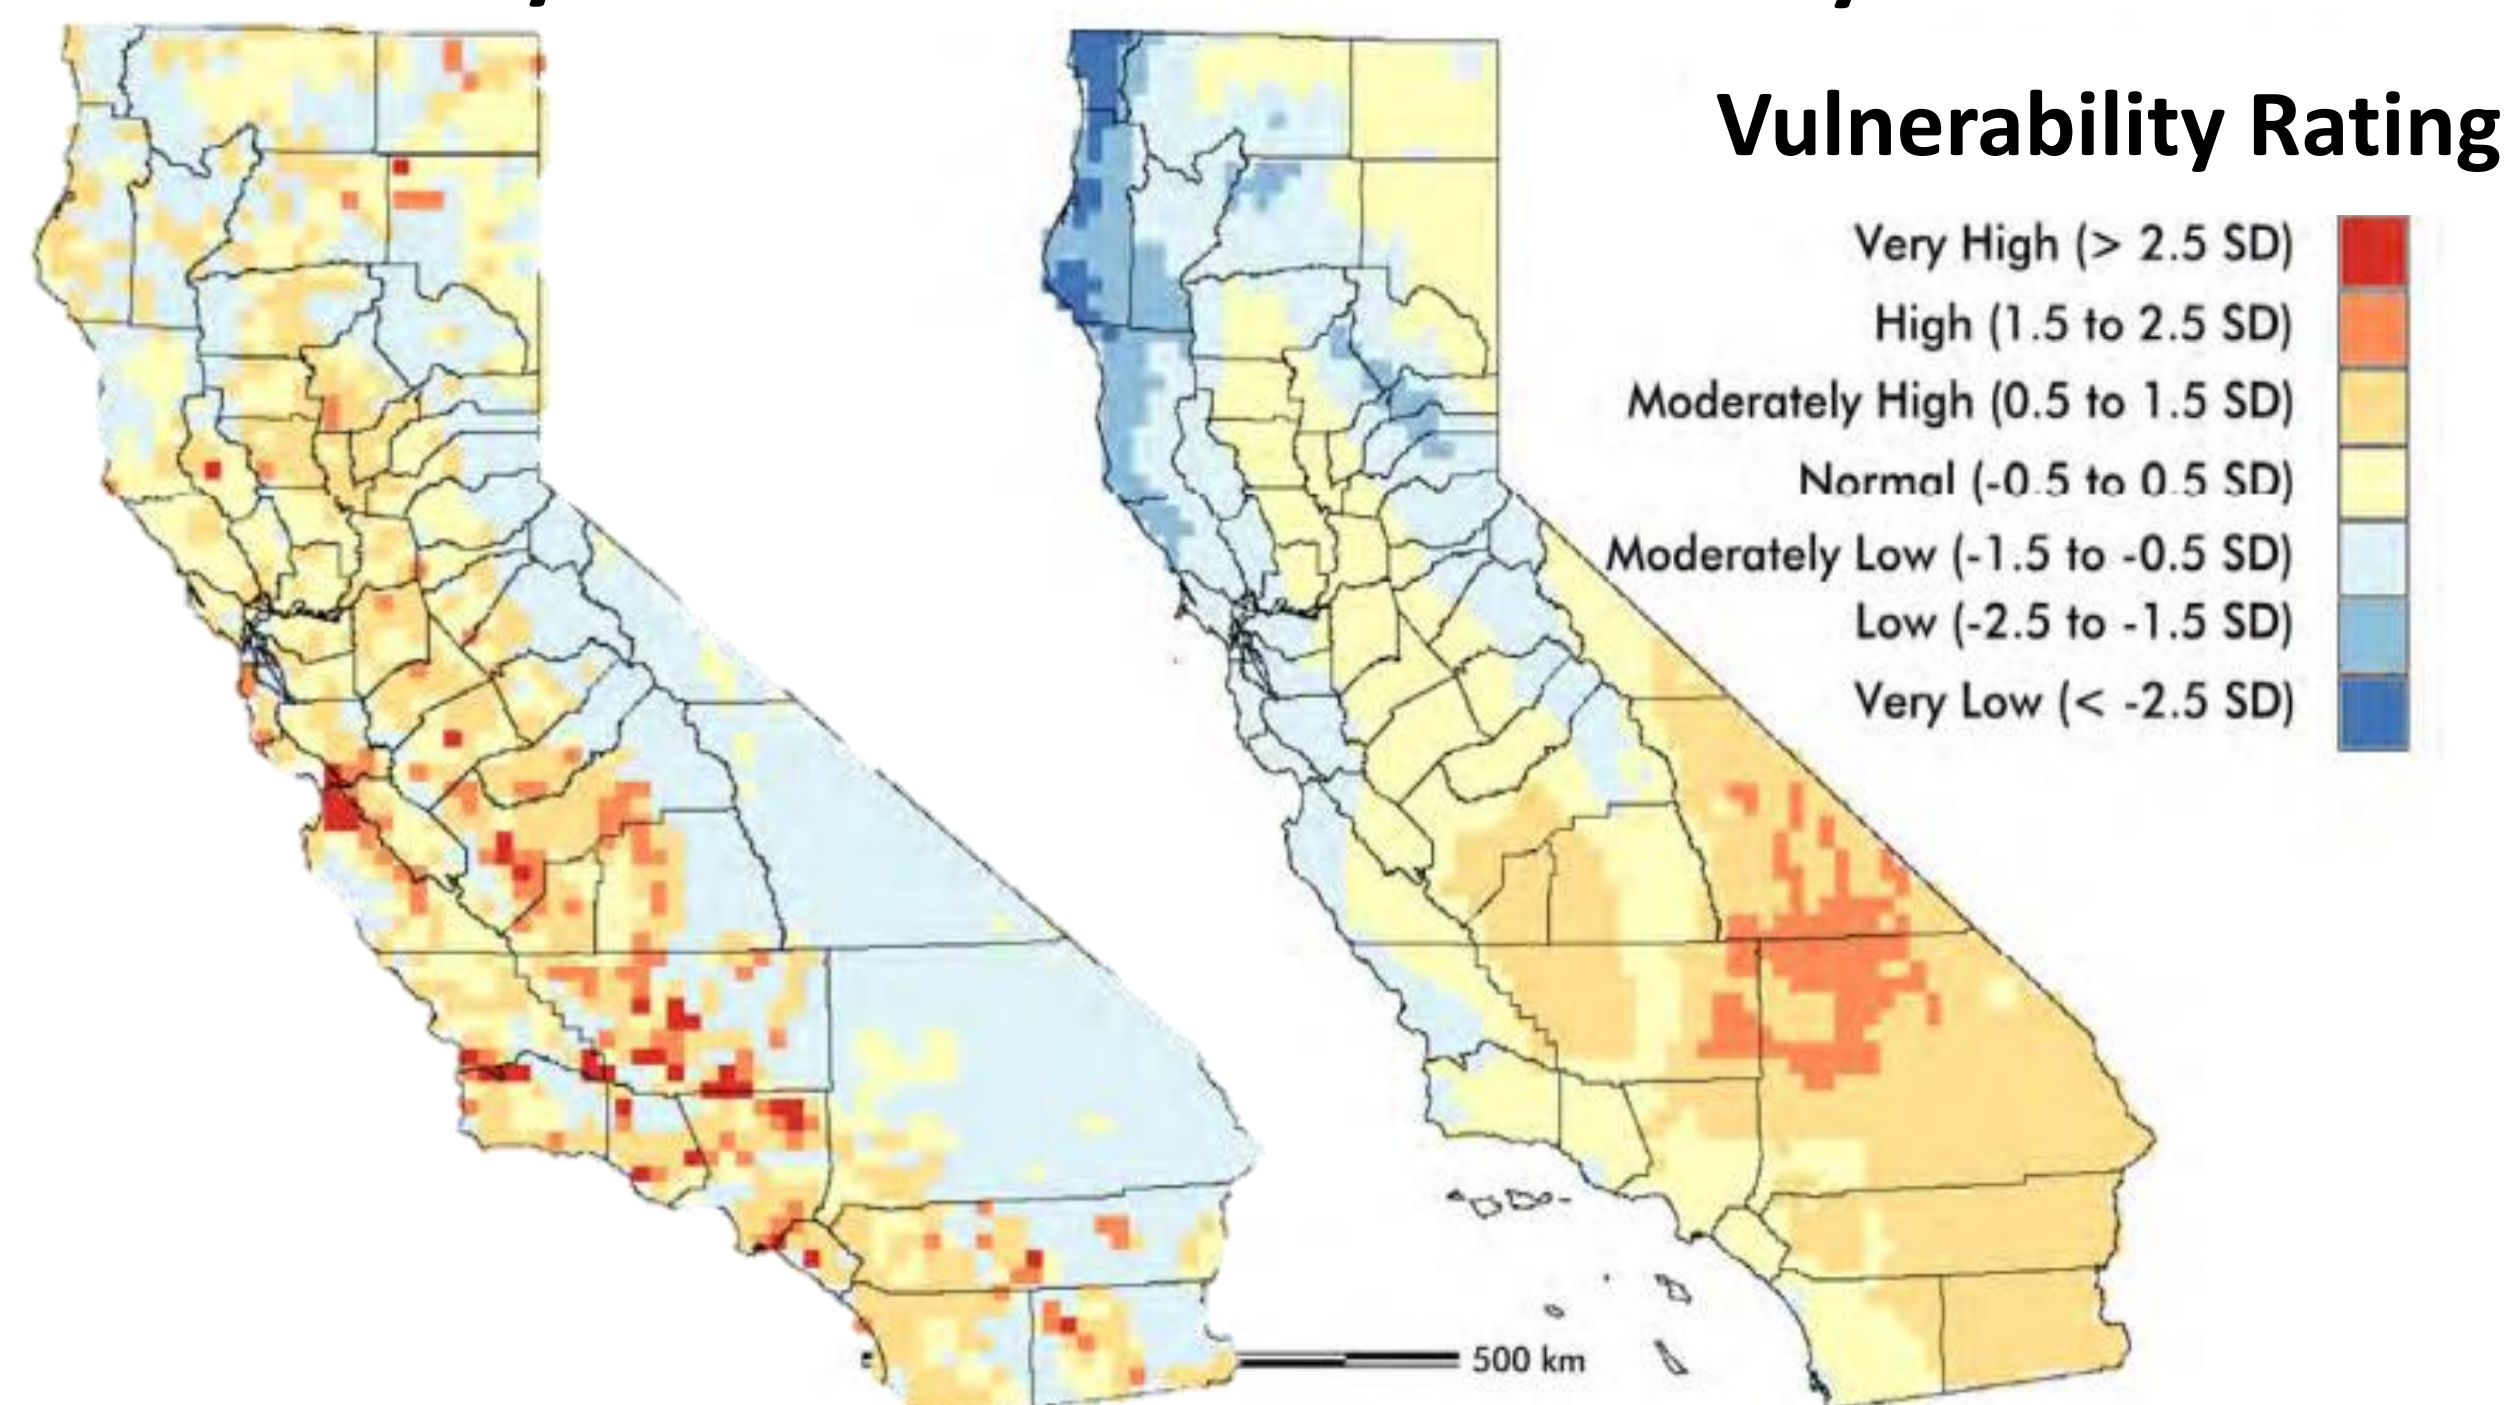 Vulnerability Rating
Very High (> 2.5 SD)
High (1.5 to 2.5 SD)
Moderately High (0.5 to 1.5 SD)
Normal (-0.5 to 0.5 SD)
Moderately Low (-1.5 to -0.5 SD)
Low (-2.5 to -1.5 SD)
Very Low (< -2.5 SD)
500 km